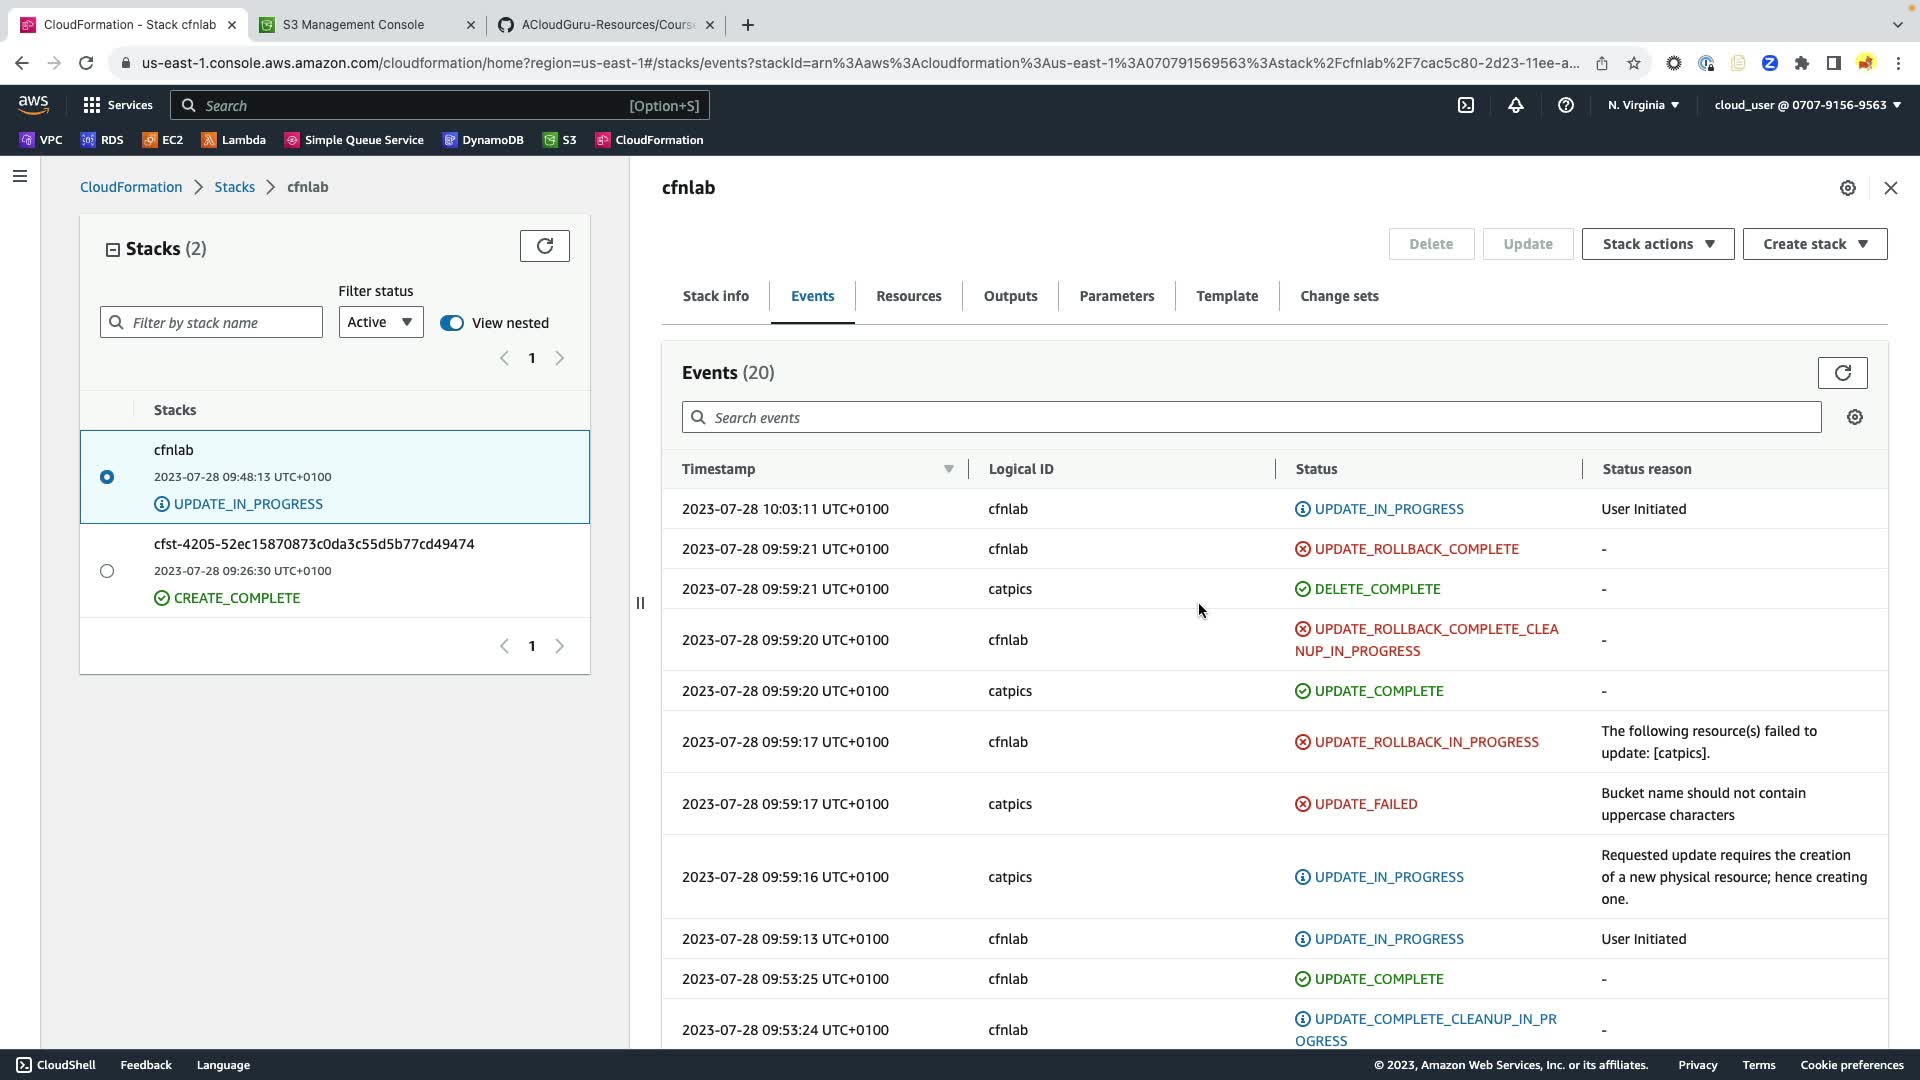 CloudFormation - Stack cfnlab
S3 Management Console
ACloudGuru-Resources/Course
us-east-1.console.aws.amazon.com/cloudformation/home?region=us-east-1#/stacks/events?stackId=arn%3Aaws%3Acloudformation%3Aus-east-1%3A070791569563%3Astack%2Fcfnlab%2F7cac5c80-2d23-11ee-a...
aws
Services
Search
[Option+S]
N. Virginia
cloud_user @ 0707-9156-9563
VPC
RDS
EC2
Lambda
Simple Queue Service
DynamoDB
S3
CloudFormation
CloudFormation
Stacks
cfnlab
Stacks (2)
Filter status
Filter by stack name
Active
View nested
1
Stacks
cfnlab
2023-07-28 09:48:13 UTC+0100
UPDATE_IN_PROGRESS
cfst-4205-52ec15870873c0da3c55d5b77cd49474
2023-07-28 09:26:30 UTC+0100
CREATE_COMPLETE
1
cfnlab
Delete
Update
Stack actions
Create stack
Stack info
Events
Resources
Outputs
Parameters
Template
Change sets
Events (20)
Search events
Timestamp
Logical ID
Status
Status reason
2023-07-28 10:03:11 UTC+0100
cfnlab
UPDATE_IN_PROGRESS
User Initiated
2023-07-28 09:59:21 UTC+0100
cfnlab
UPDATE_ROLLBACK_COMPLETE
-
2023-07-28 09:59:21 UTC+0100
catpics
DELETE_COMPLETE
-
2023-07-28 09:59:20 UTC+0100
cfnlab
UPDATE_ROLLBACK_COMPLETE_CLEA
NUP_IN_PROGRESS
-
2023-07-28 09:59:20 UTC+0100
catpics
UPDATE_COMPLETE
-
2023-07-28 09:59:17 UTC+0100
cfnlab
UPDATE_ROLLBACK_IN_PROGRESS
The following resource(s) failed to
update: [catpics].
2023-07-28 09:59:17 UTC+0100
catpics
UPDATE_FAILED
Bucket name should not contain
uppercase characters
2023-07-28 09:59:16 UTC+0100
catpics
UPDATE_IN_PROGRESS
Requested update requires the creation
of a new physical resource; hence creating
one.
2023-07-28 09:59:13 UTC+0100
cfnlab
UPDATE_IN_PROGRESS
User Initiated
2023-07-28 09:53:25 UTC+0100
cfnlab
UPDATE_COMPLETE
-
2023-07-28 09:53:24 UTC+0100
cfnlab
UPDATE_COMPLETE_CLEANUP_IN_PR
OGRESS
-
CloudShell
Feedback
Language
© 2023, Amazon Web Services, Inc. or its affiliates.
Privacy
Terms
Cookie preferences